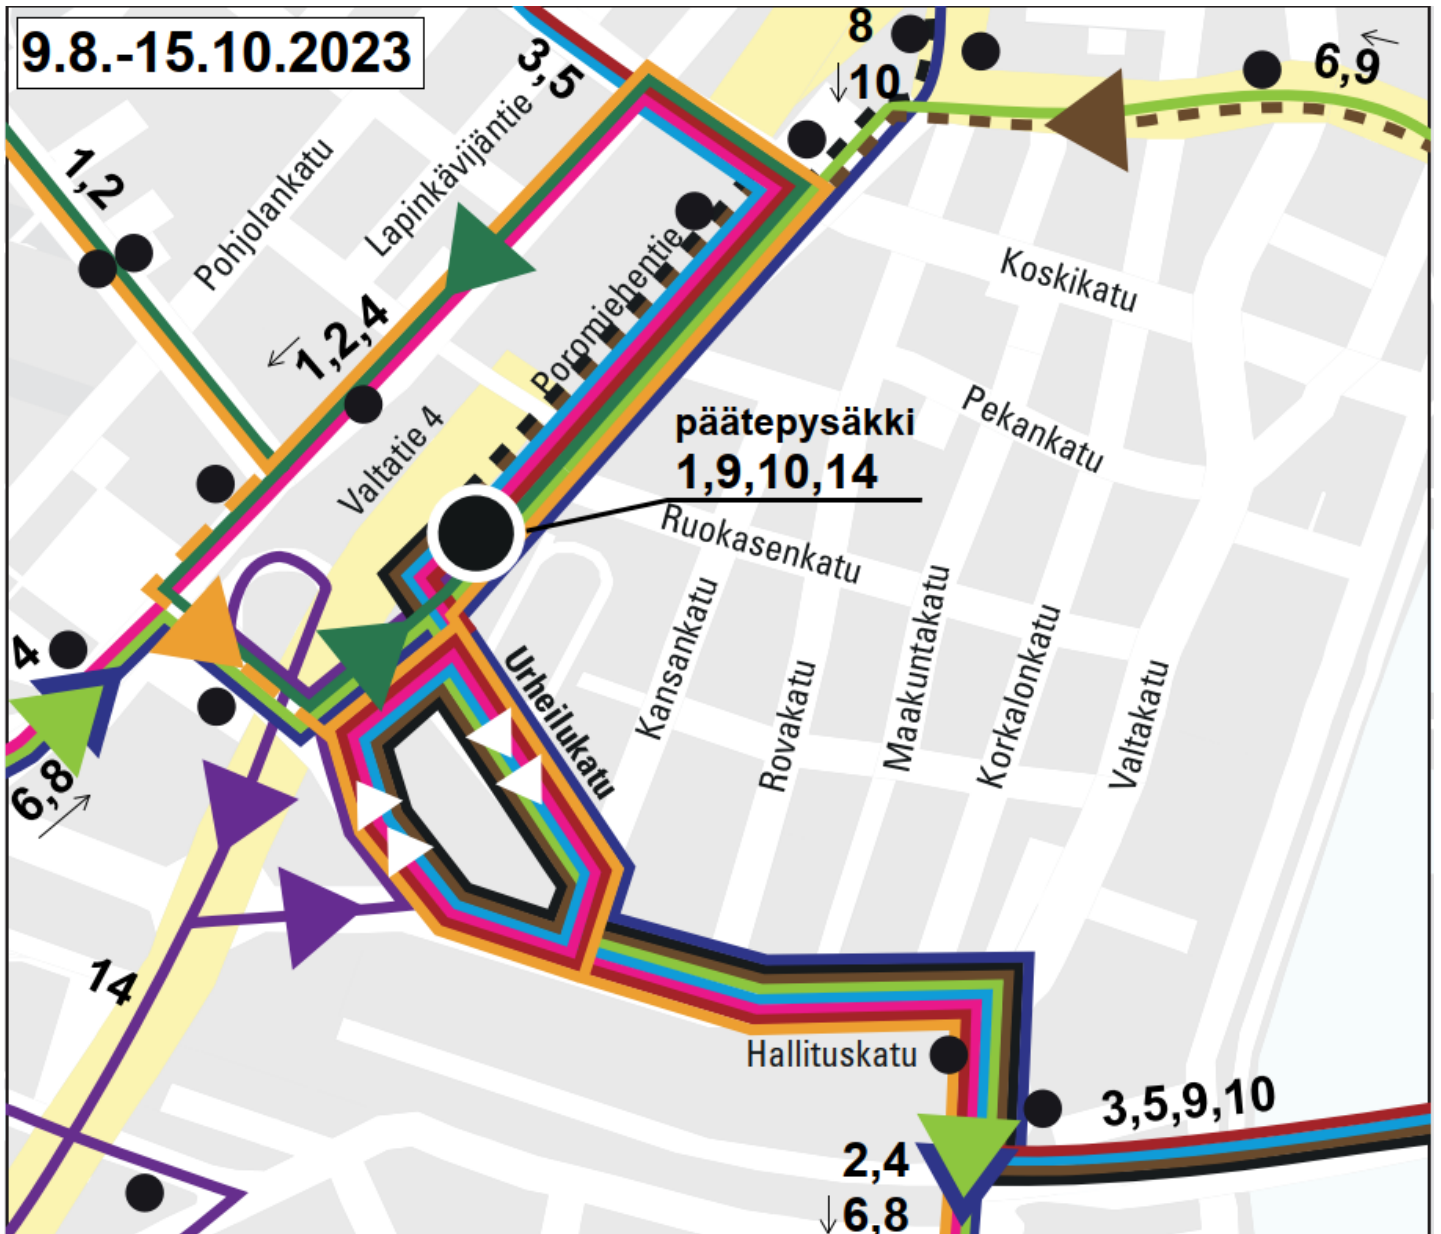 9.8.-15.10.2023
3,5
8
10
6,9
1,2
Pohjolankatu
Lapinkävijäntie
Poromiehentie
Koskikatu
1,2,4
Valtatie 4
päätepysäkki
1,9,10,14
Pekankatu
Ruokasenkatu
4
Urheilukatu
Kansankatu
Rovakatu
Maakuntakatu
Korkalonkatu
Valtakatu
6,8
14
Hallituskatu
3,5,9,10
2,4
6,8